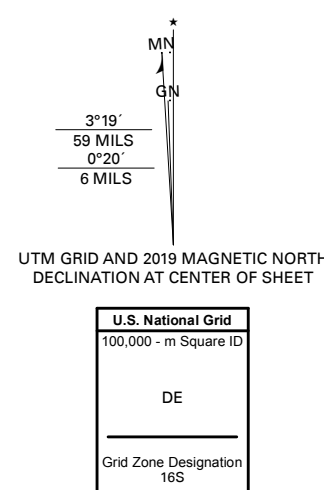 ★
MN
GN
3°19´
59 MILS
0°20´
6 MILS
UTM GRID AND 2019 MAGNETIC NORTH
DECLINATION AT CENTER OF SHEET
U.S. National Grid
100,000 - m Square ID
DE
Grid Zone Designation
16S